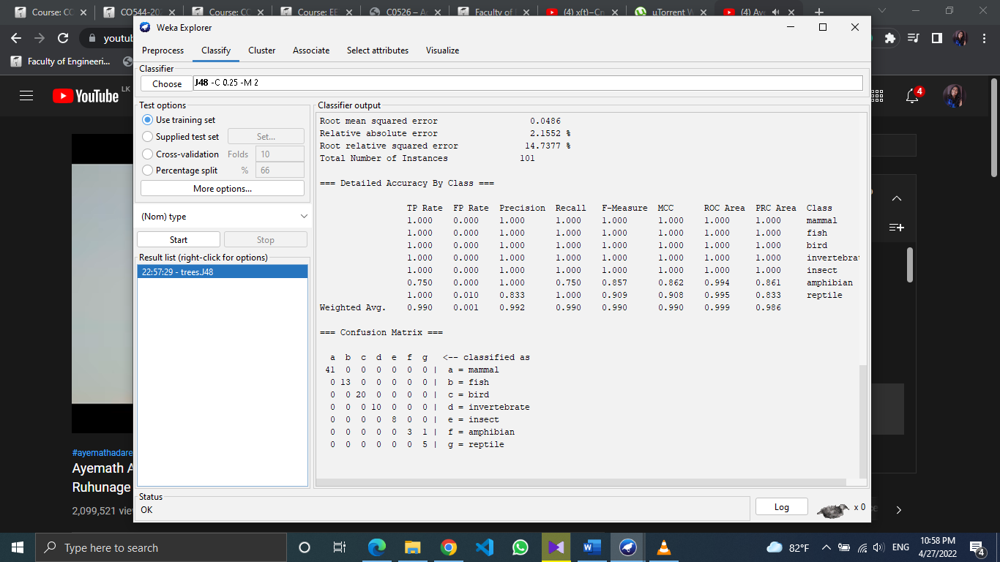 Course: CC
CO544-202
Course: CC
Course: EE
CO526 – A
Faculty of
(4) x(t)–Cru
uTorrent W
(4) Aye
Weka Explorer
youtub
Faculty of Engineeri...
Preprocess Classify Cluster Associate Select attributes Visualize
Classifier
Choose J48 -C 0.25 -M 2
YouTube LK
4
Test options
Use training set
Supplied test set Set...
Cross-validation Folds 10
Percentage split % 66
More options...
(Nom) type
Start Stop
Result list (right-click for options)
22:57:29 - trees.J48
Classifier output
Root mean squared error 0.0486
Relative absolute error 2.1552 %
Root relative squared error 14.7377 %
Total Number of Instances 101
=== Detailed Accuracy By Class ===
TP Rate FP Rate Precision Recall F-Measure MCC ROC Area PRC Area Class
1.000 0.000 1.000 1.000 1.000 1.000 1.000 1.000 mammal
1.000 0.000 1.000 1.000 1.000 1.000 1.000 1.000 fish
1.000 0.000 1.000 1.000 1.000 1.000 1.000 1.000 bird
1.000 0.000 1.000 1.000 1.000 1.000 1.000 1.000 invertebrat
1.000 0.000 1.000 1.000 1.000 1.000 1.000 1.000 insect
0.750 0.000 1.000 0.750 0.857 0.862 0.994 0.861 amphibian
1.000 0.010 0.833 1.000 0.909 0.908 0.995 0.833 reptile
Weighted Avg. 0.990 0.001 0.992 0.990 0.990 0.990 0.999 0.986
=== Confusion Matrix ===
a b c d e f g <-- classified as
41 0 0 0 0 0 0 | a = mammal
0 13 0 0 0 0 0 | b = fish
0 0 20 0 0 0 0 | c = bird
0 0 0 10 0 0 0 | d = invertebrate
0 0 0 0 8 0 0 | e = insect
0 0 0 0 0 3 1 | f = amphibian
0 0 0 0 0 0 5 | g = reptile
#ayemathadare
Ayemath A
Ruhunage
2,099,521 vie
Status
OK
Log
x 0
Type here to search
82°F
ENG
10:58 PM
4/27/2022
4